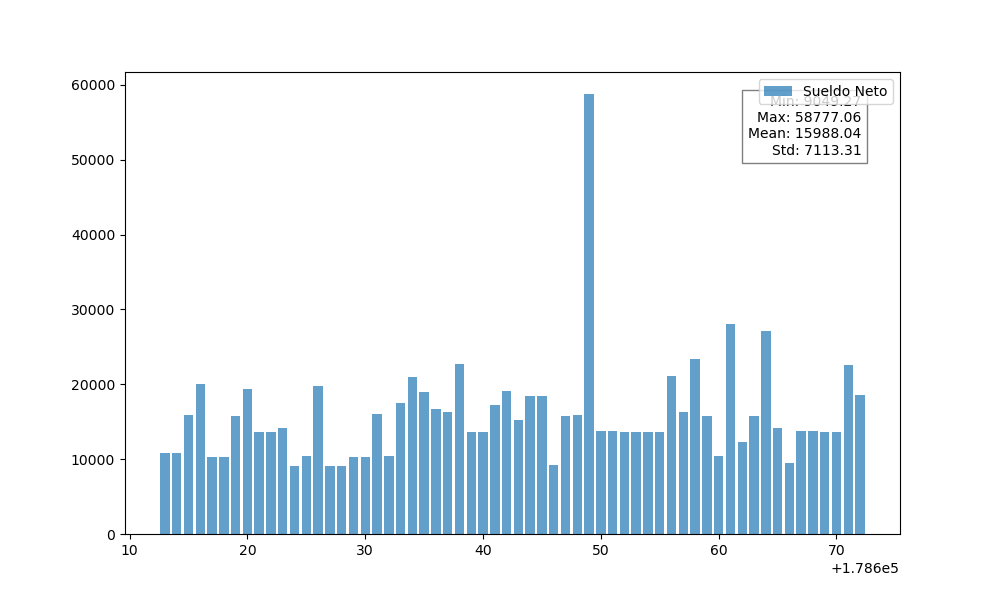 60000
50000
40000
30000
20000
10000
0
Sueldo Neto
Min: 9049.27
Max: 58777.06
Mean: 15988.04
Std: 7113.31
10 20 30 40 50 60 70
+1.786e5